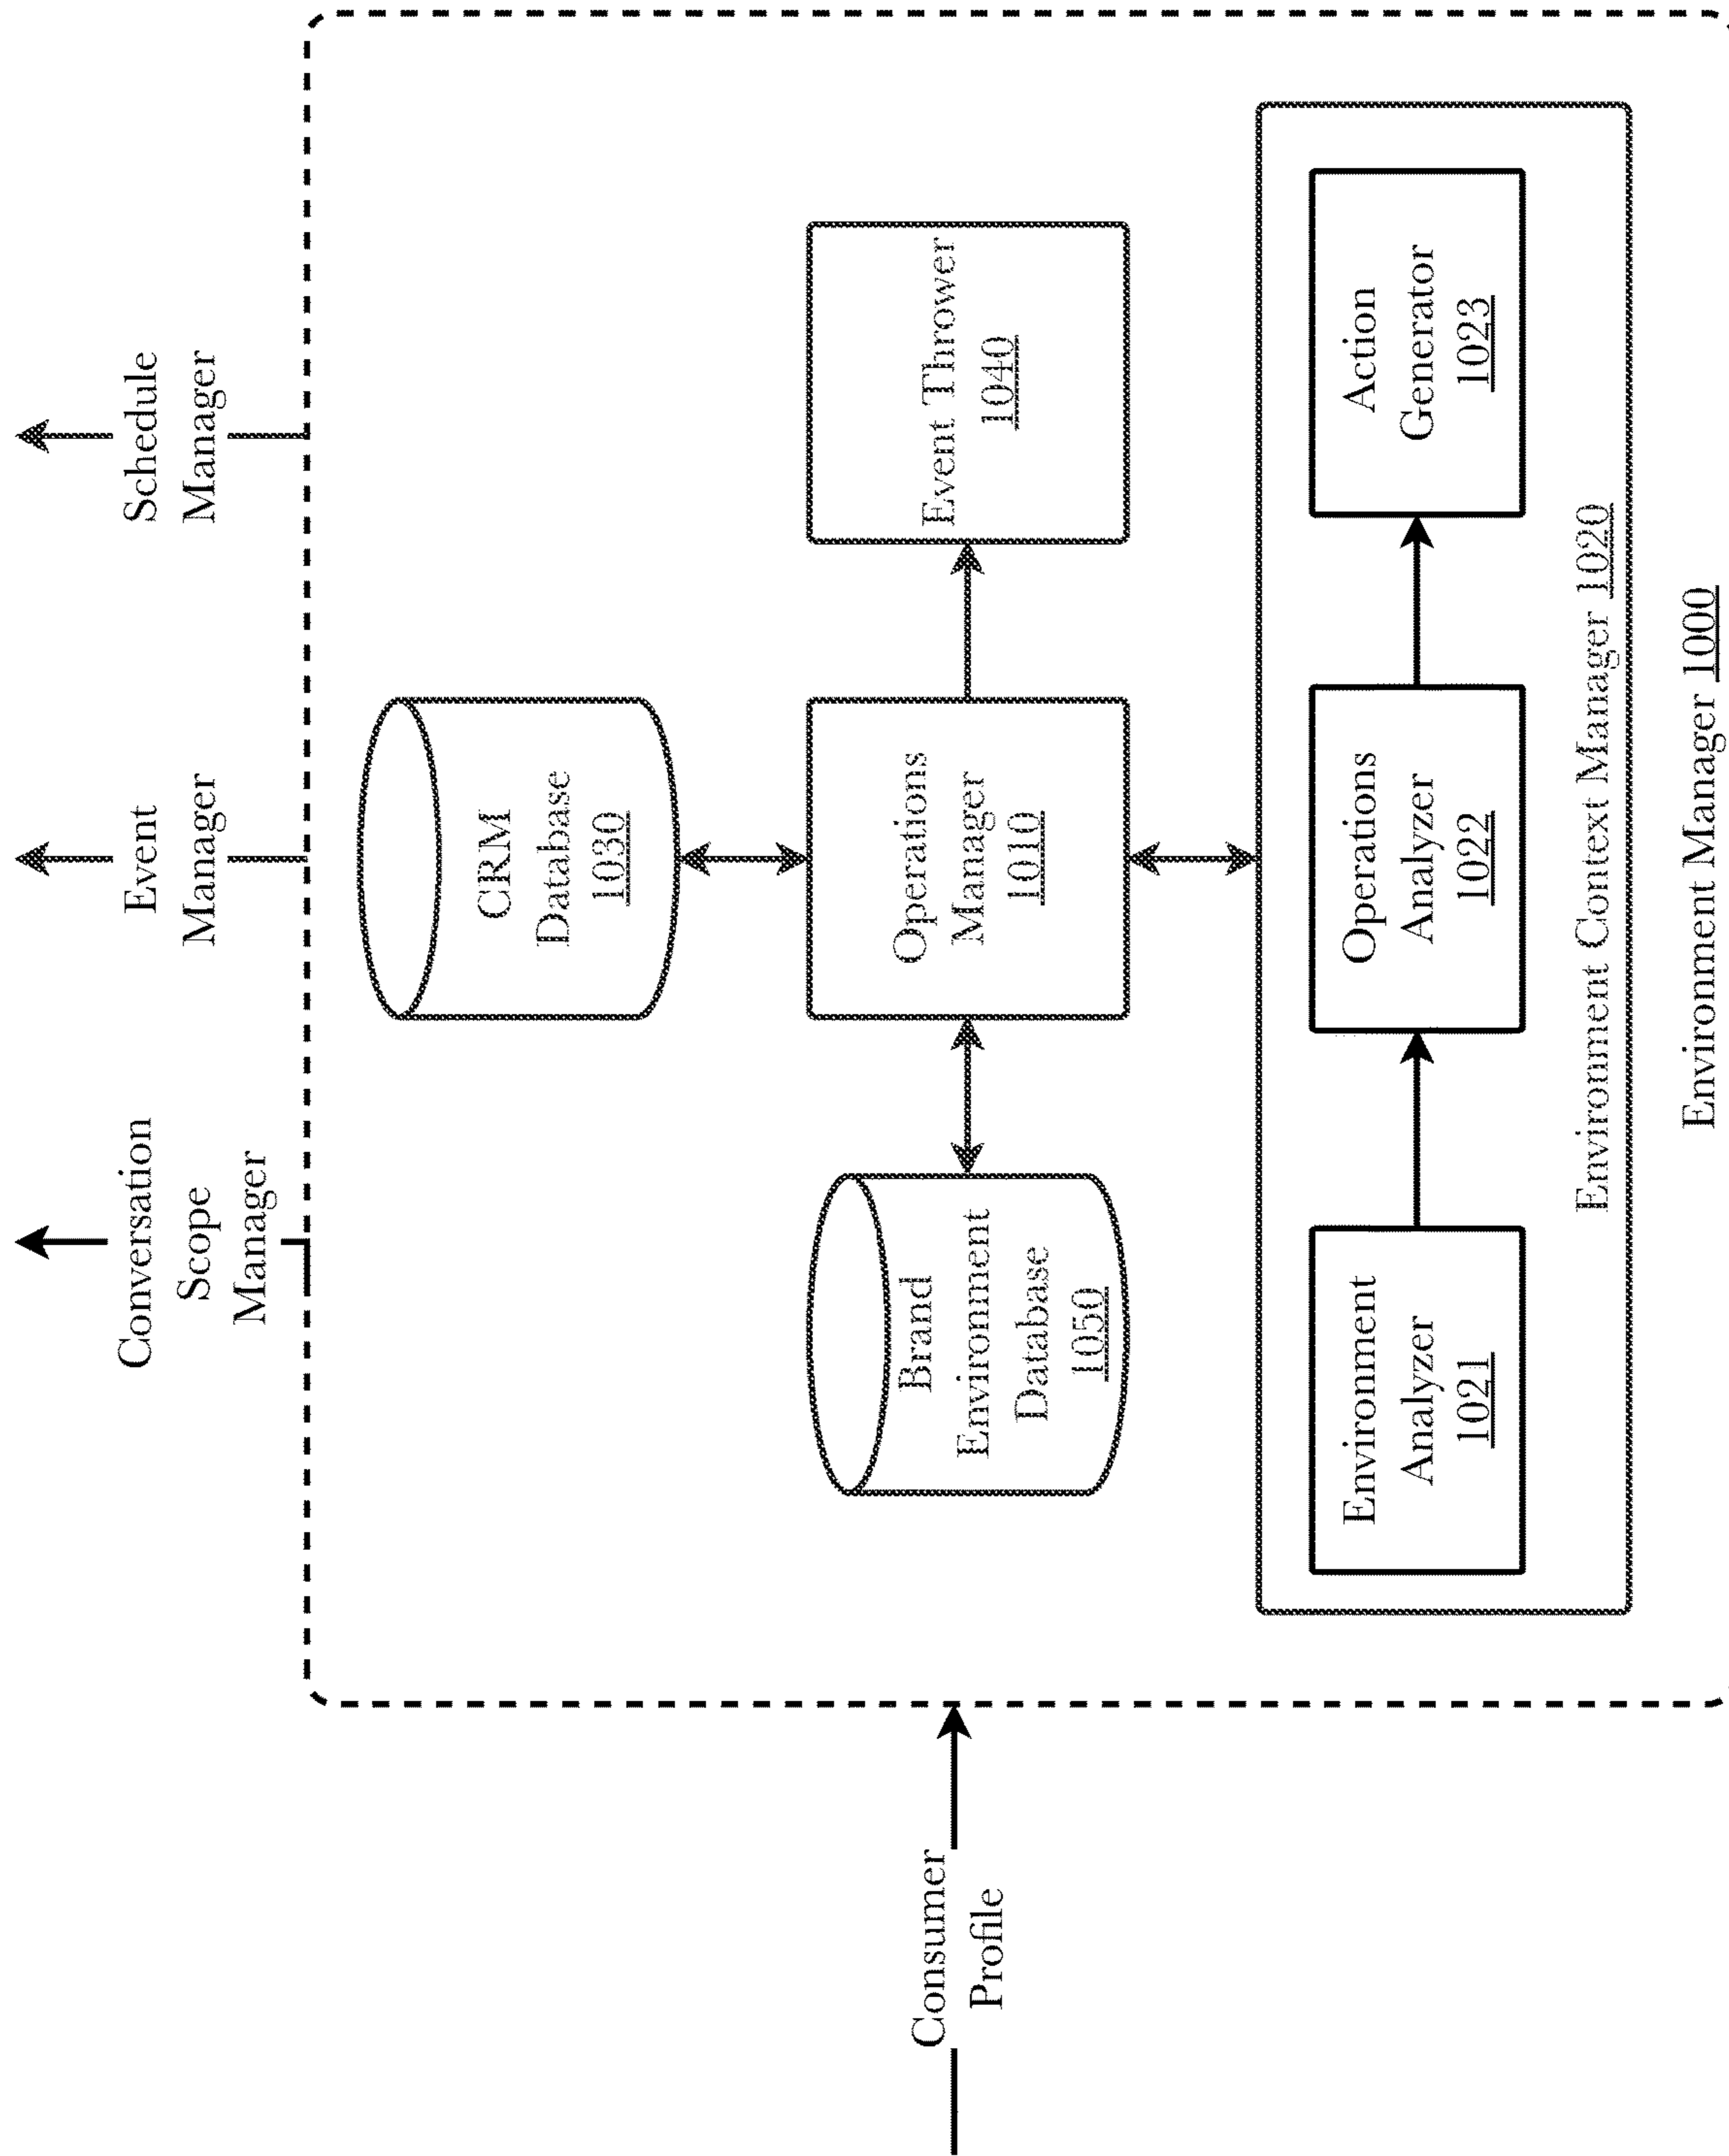 Conversation
Scope
Manager
Event
Manager
Schedule
Manager
Consumer
Profile
CRM
Database
1030
Brand
Environment
Database
1050
Operations
Manager
1010
Event Thrower
1040
Environment
Analyzer
1021
Operations
Analyzer
1022
Action
Generator
1023
Environment Context Manager 1020
Environment Manager 1000